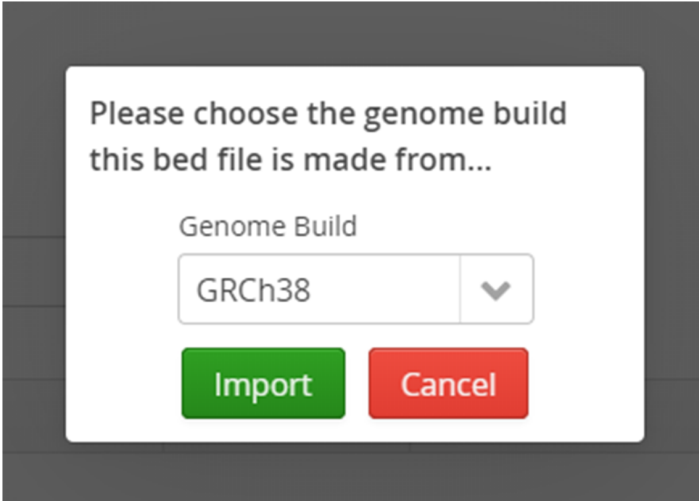 Please choose the genome build
this bed file is made from...
Genome Build
GRCh38
Import Cancel